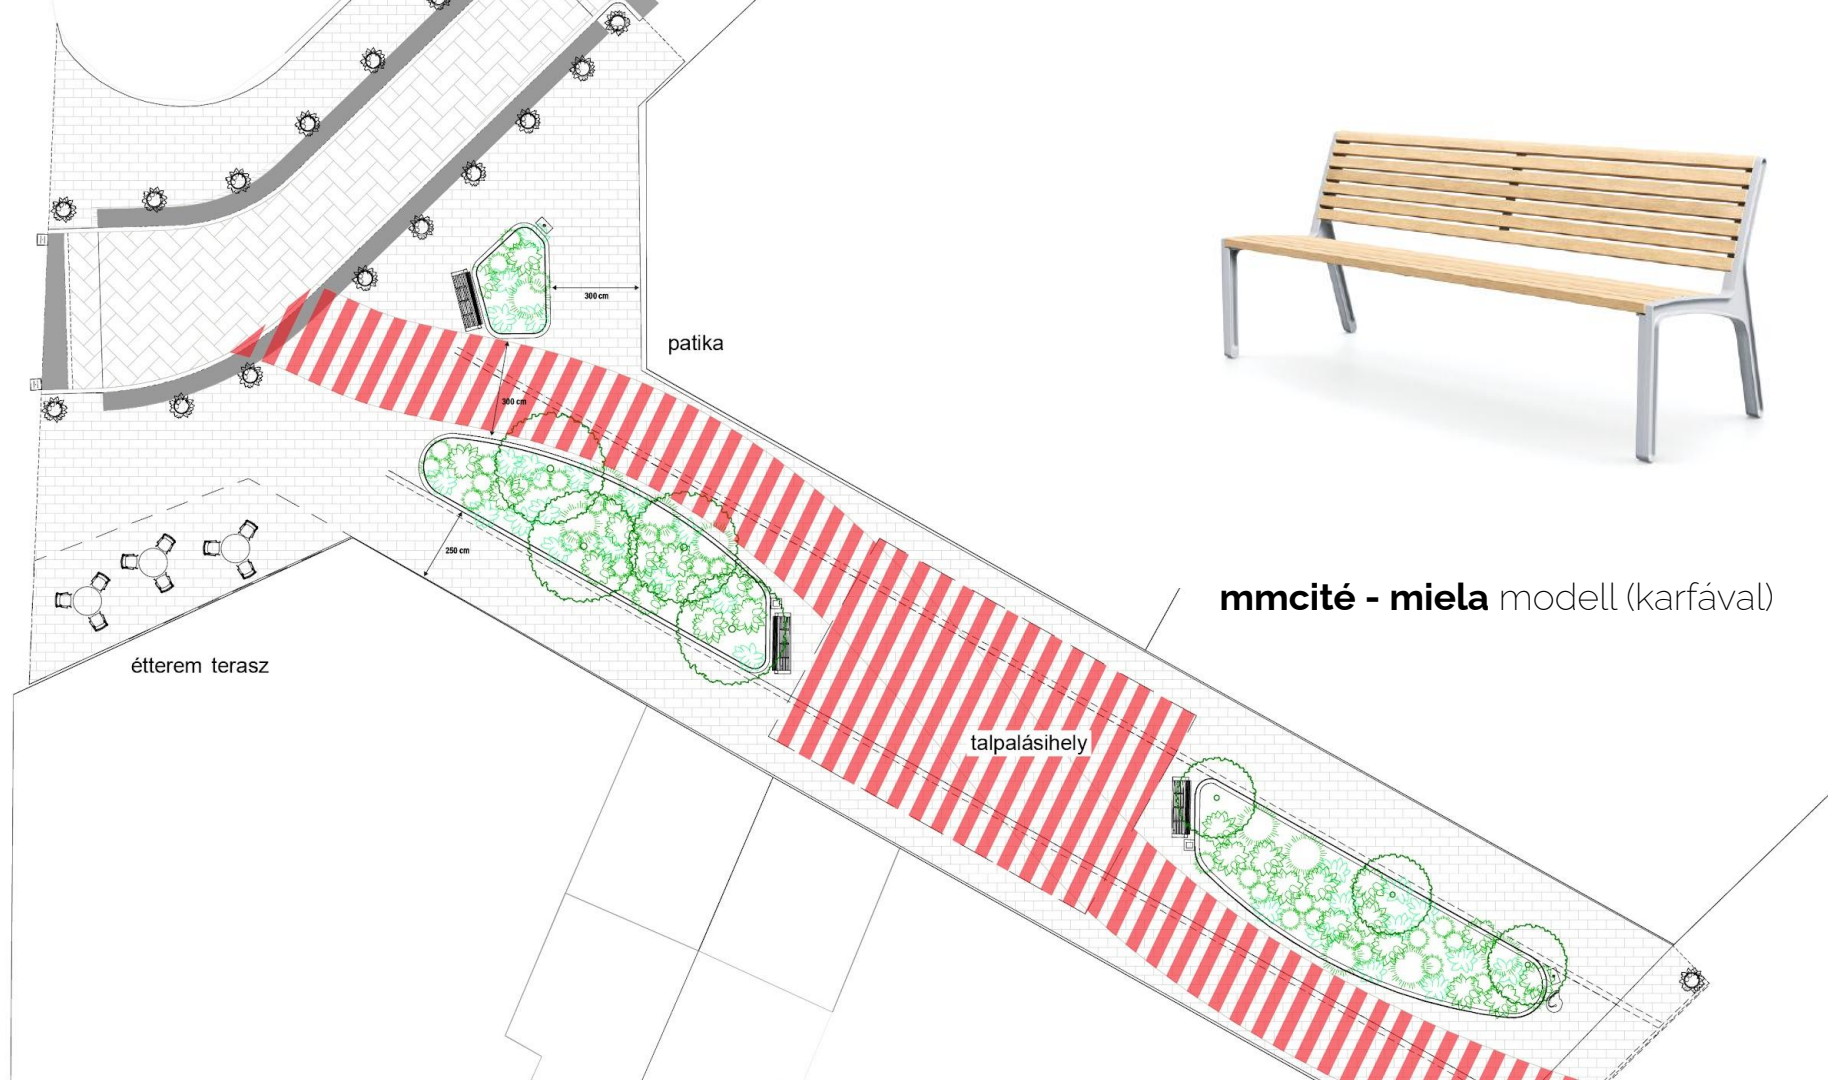 300 cm
patika
300 cm
250 cm
étterem terasz
mmcité - miela modell (karfával)
talpalásihely